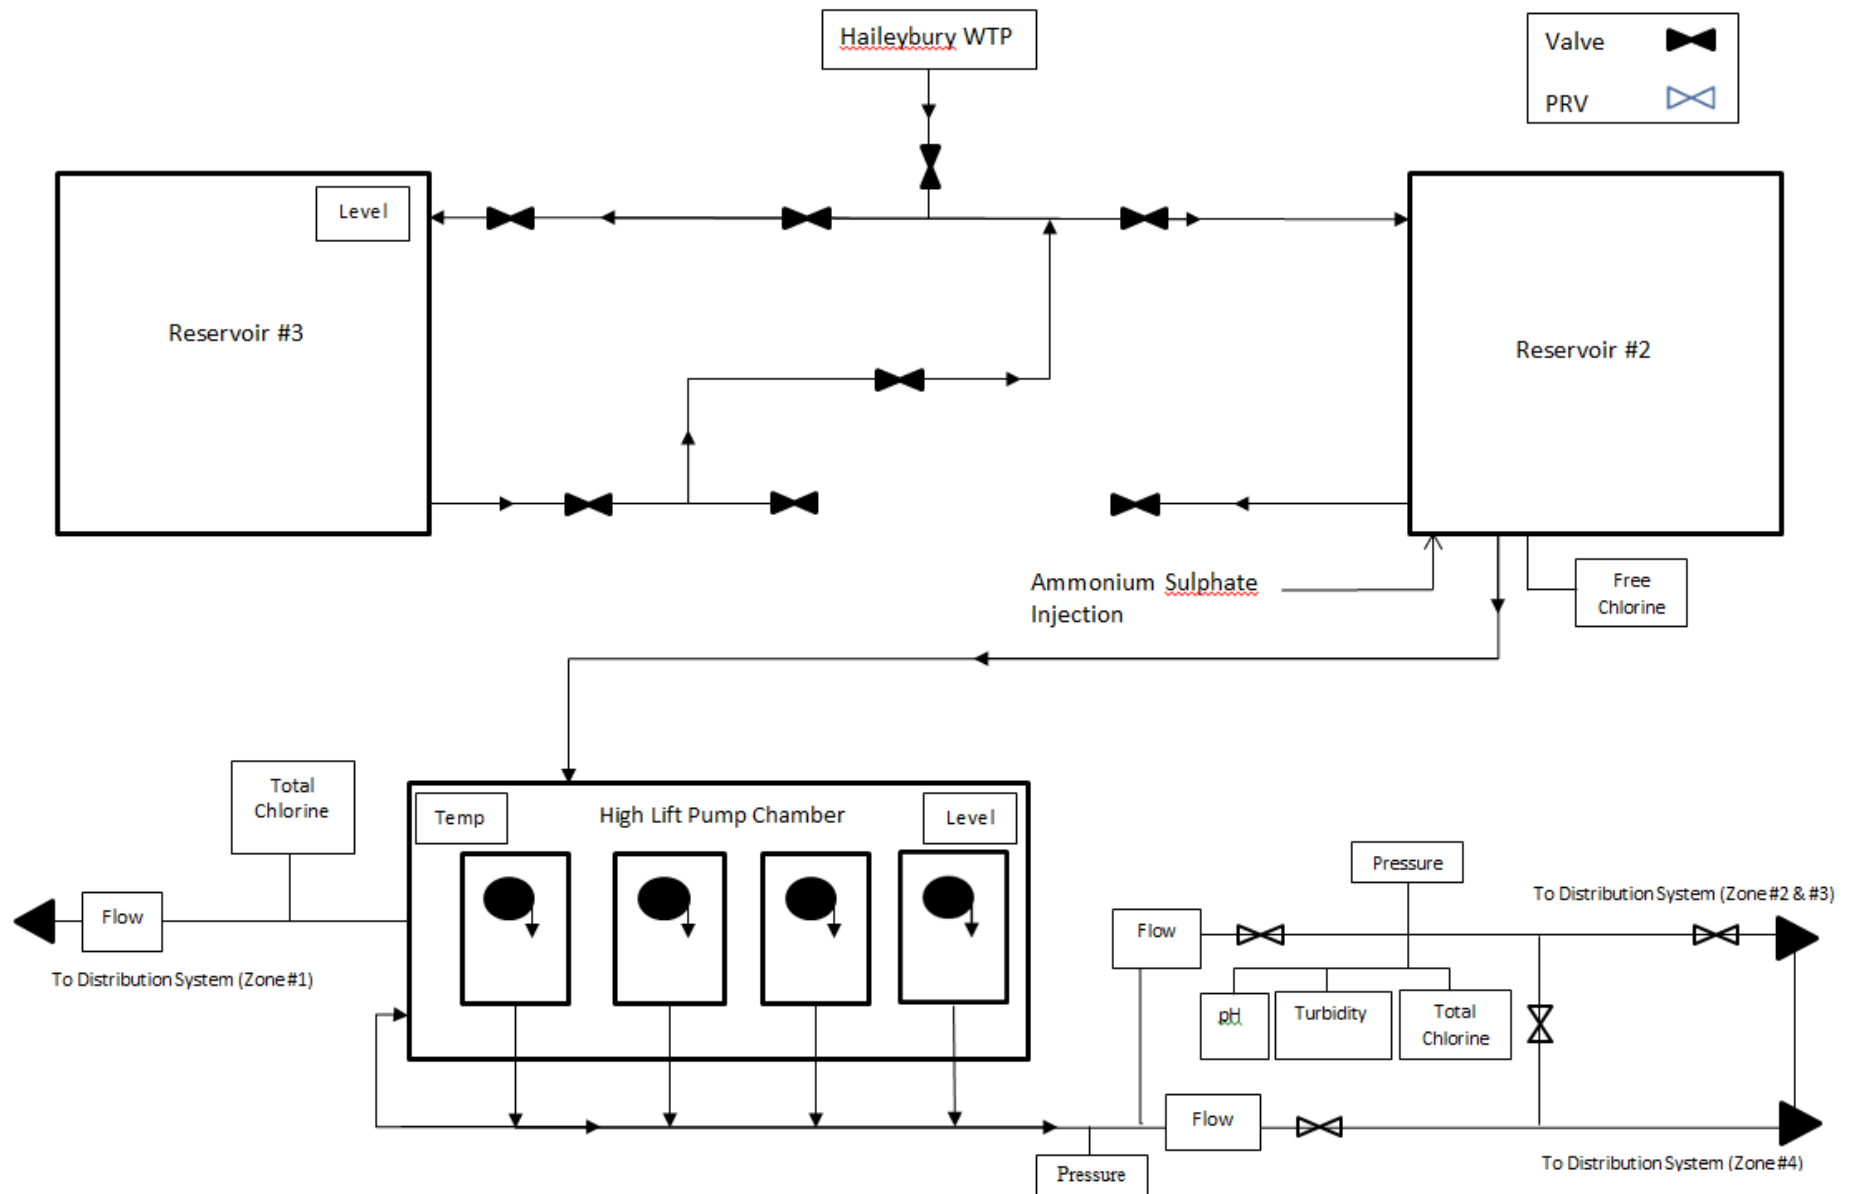 Haileybury WTP
Valve
PRV
Level
Reservoir #3
Reservoir #2
Ammonium Sulphate
Injection
Free
Chlorine
Total
Chlorine
Temp
High Lift Pump Chamber
Level
Flow
To Distribution System (Zone #1)
Pressure
To Distribution System (Zone #2 & #3)
Flow
pH
Turbidity
Total
Chlorine
Flow
Pressure
To Distribution System (Zone #4)